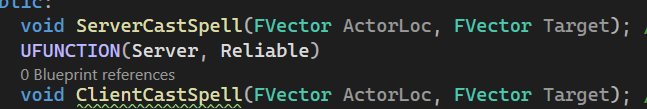 void ServerCastSpell(FVector ActorLoc, FVector Target); /
UFUNCTION(Server, Reliable)
0 Blueprint references
void ClientCastSpell(FVector ActorLoc, FVector Target); /